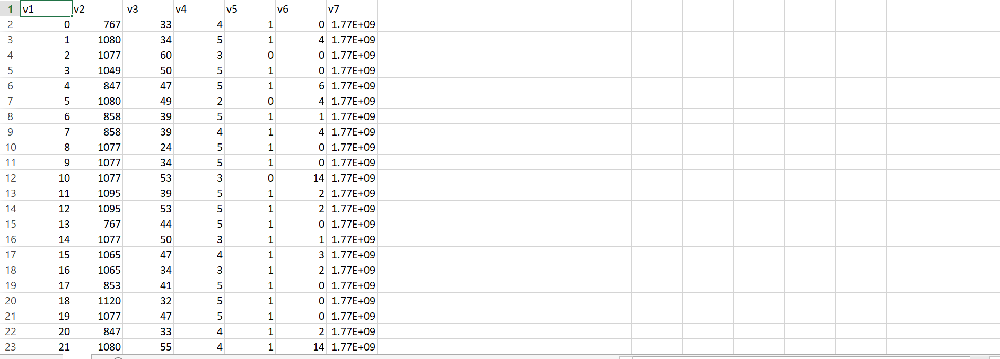 1 v1 v2 v3 v4 v5 v6 v7
2 0 767 33 4 1 0 1.77E+09
3 1 1080 34 5 1 4 1.77E+09
4 2 1077 60 3 0 0 1.77E+09
5 3 1049 50 5 1 0 1.77E+09
6 4 847 47 5 1 6 1.77E+09
7 5 1080 49 2 0 4 1.77E+09
8 6 858 39 5 1 1 1.77E+09
9 7 858 39 4 1 4 1.77E+09
10 8 1077 24 5 1 0 1.77E+09
11 9 1077 34 5 1 0 1.77E+09
12 10 1077 53 3 0 14 1.77E+09
13 11 1095 39 5 1 2 1.77E+09
14 12 1095 53 5 1 2 1.77E+09
15 13 767 44 5 1 0 1.77E+09
16 14 1077 50 3 1 1 1.77E+09
17 15 1065 47 4 1 3 1.77E+09
18 16 1065 34 3 1 2 1.77E+09
19 17 853 41 5 1 0 1.77E+09
20 18 1120 32 5 1 0 1.77E+09
21 19 1077 47 5 1 0 1.77E+09
22 20 847 33 4 1 2 1.77E+09
23 21 1080 55 4 1 14 1.77E+09